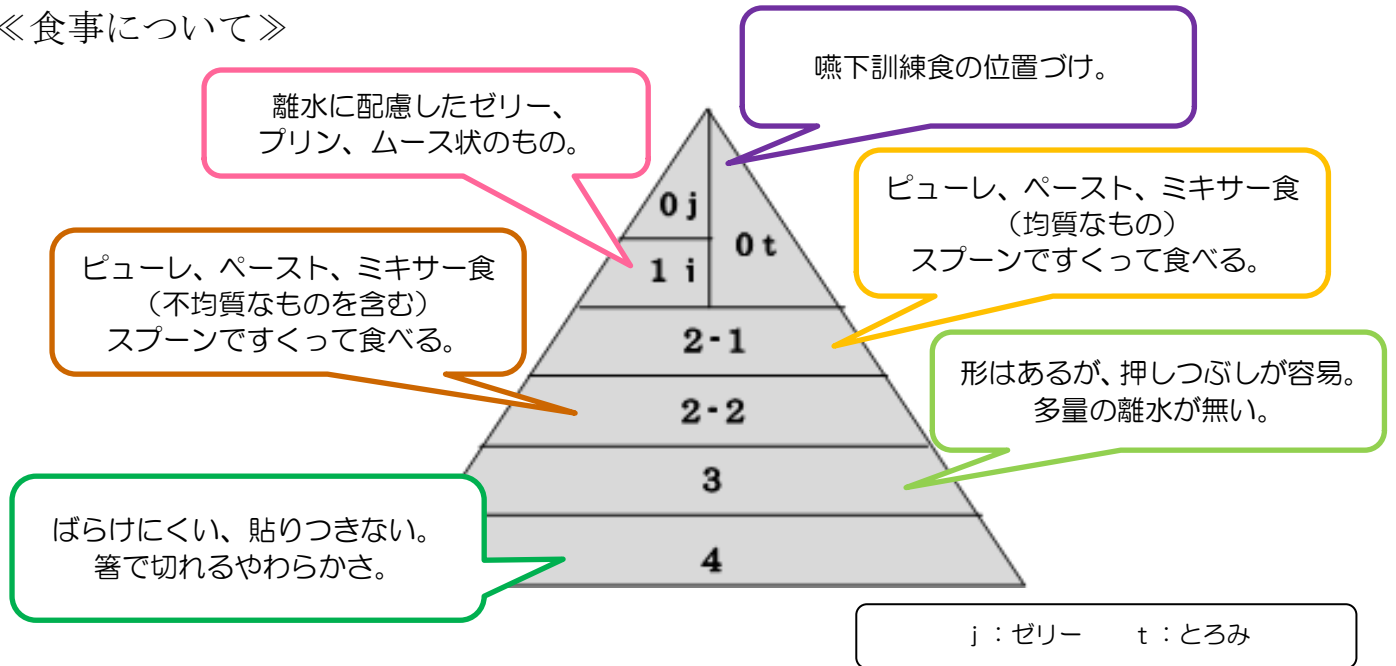 ≪食事について≫
嚥下訓練食の位置づけ。
離水に配慮したゼリー、
プリン、ムース状のもの。
ピューレ、ペースト、ミキサー食
（均質なもの）
スプーンですくって食べる。
0 j
0 t
1 j
ピューレ、ペースト、ミキサー食
（不均質なものを含む）
スプーンですくって食べる。
2-1
形はあるが、押しつぶしが容易。
多量の離水が無い。
2-2
3
ばらけにくい、貼りつきない。
箸で切れるやわらかさ。
4
j：ゼリー　t：とろみ